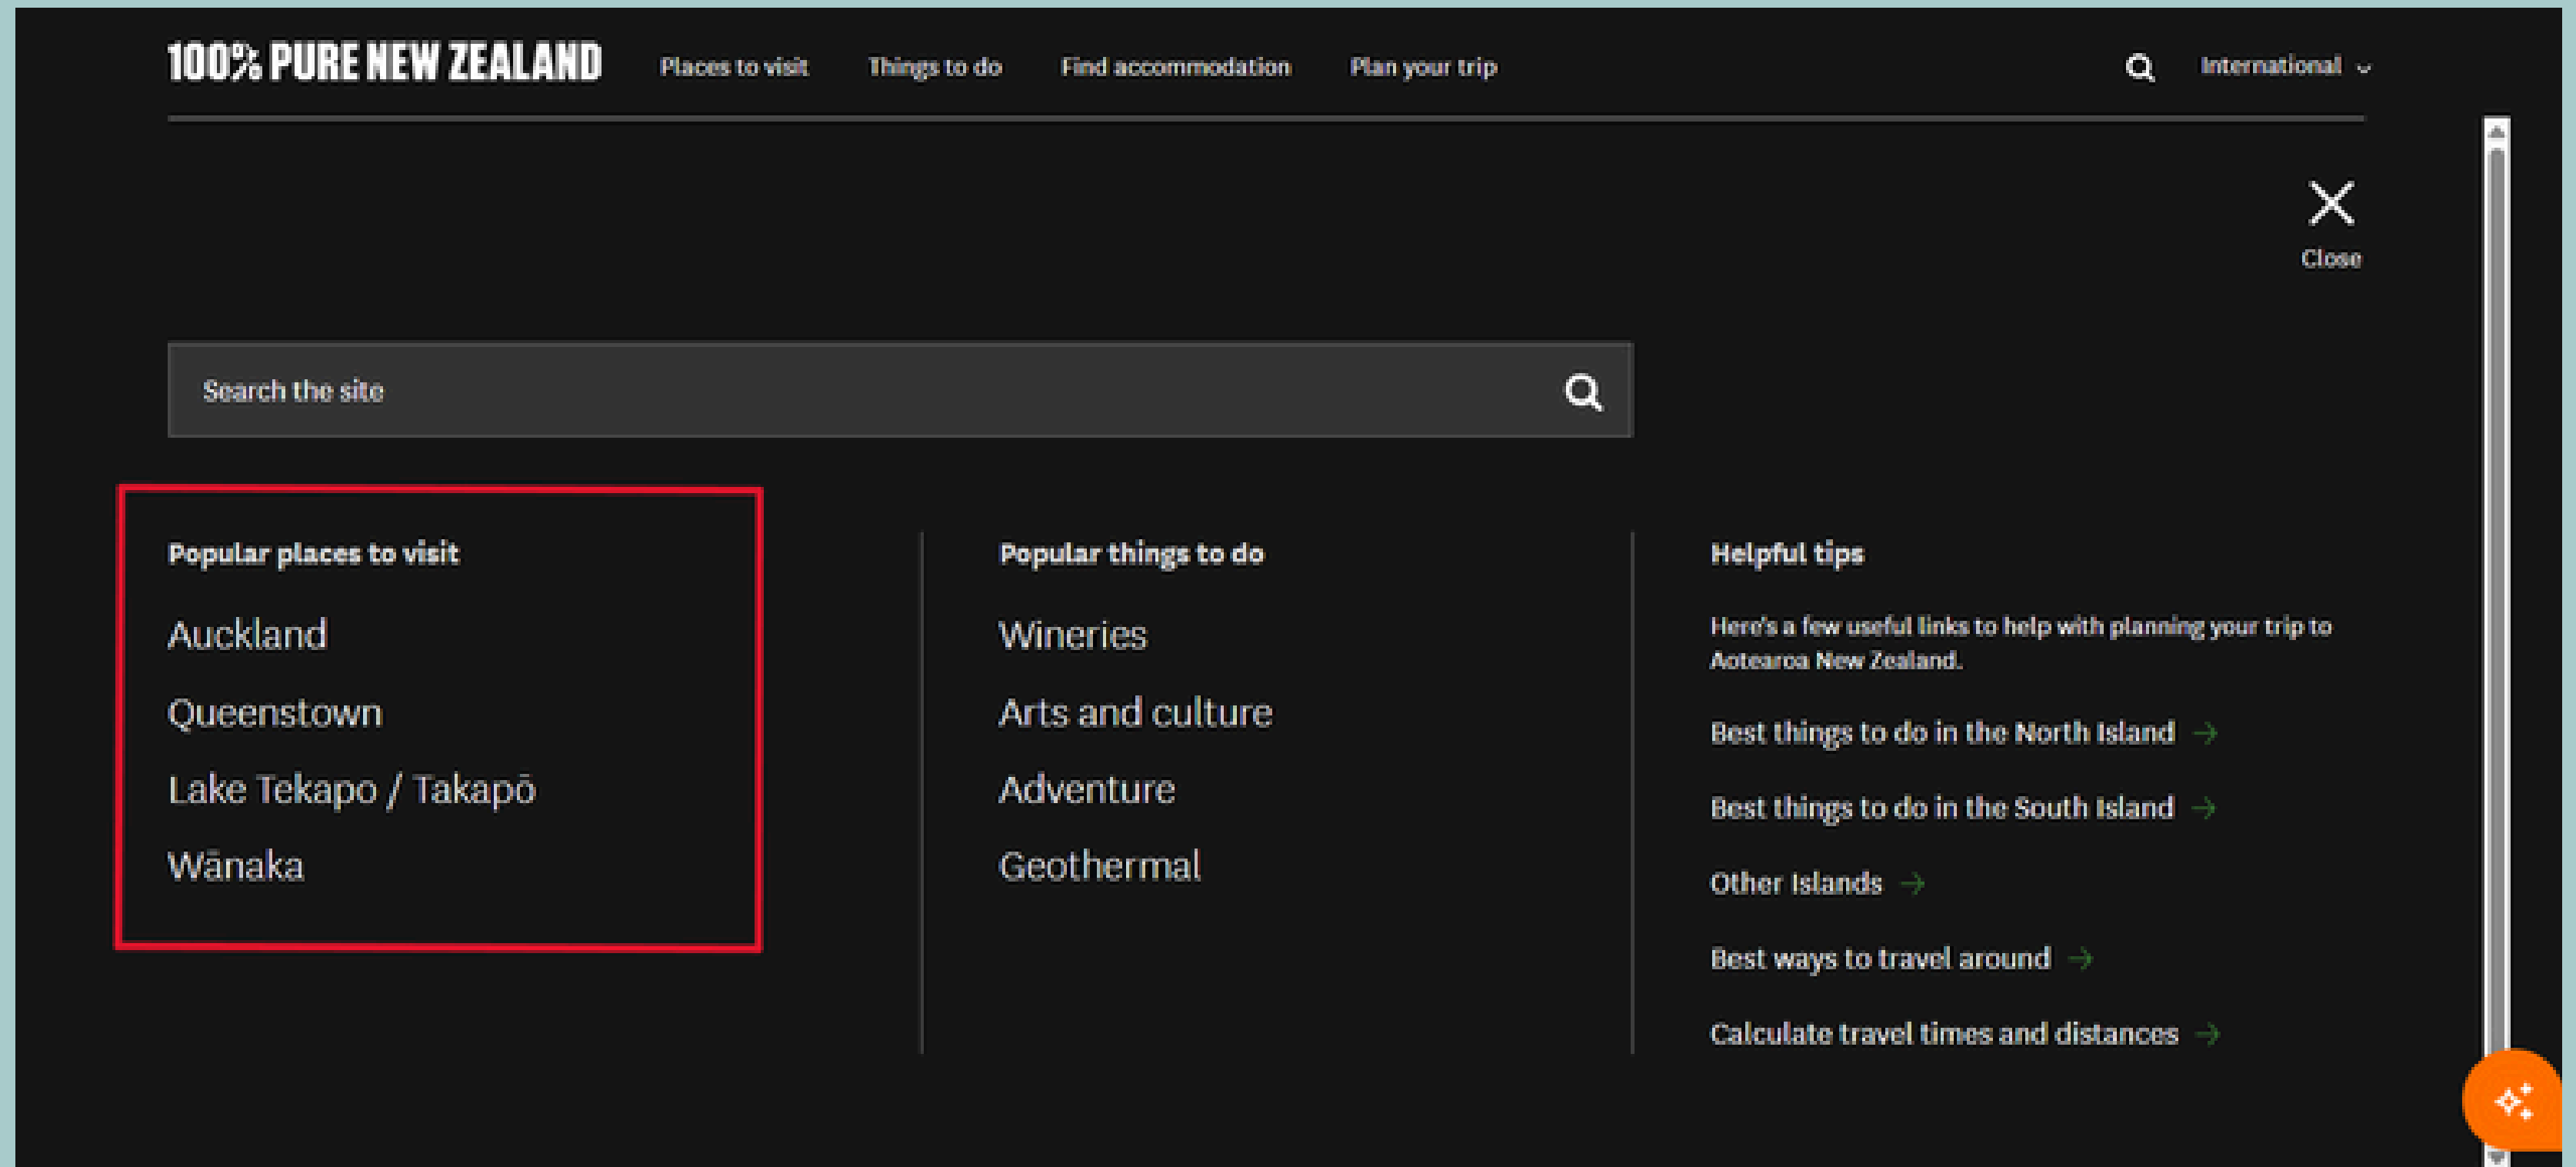 100% PURE NEW ZEALAND
Places to visit
Things to do
Find accommodation
Plan your trip
International
Close
Search the site
Popular places to visit
Auckland
Queenstown
Lake Tekapo / Takapō
Wānaka
Popular things to do
Wineries
Arts and culture
Adventure
Geothermal
Helpful tips
Here's a few useful links to help with planning your trip to
Aotearoa New Zealand.
Best things to do in the North Island →
Best things to do in the South Island →
Other Islands →
Best ways to travel around →
Calculate travel times and distances →